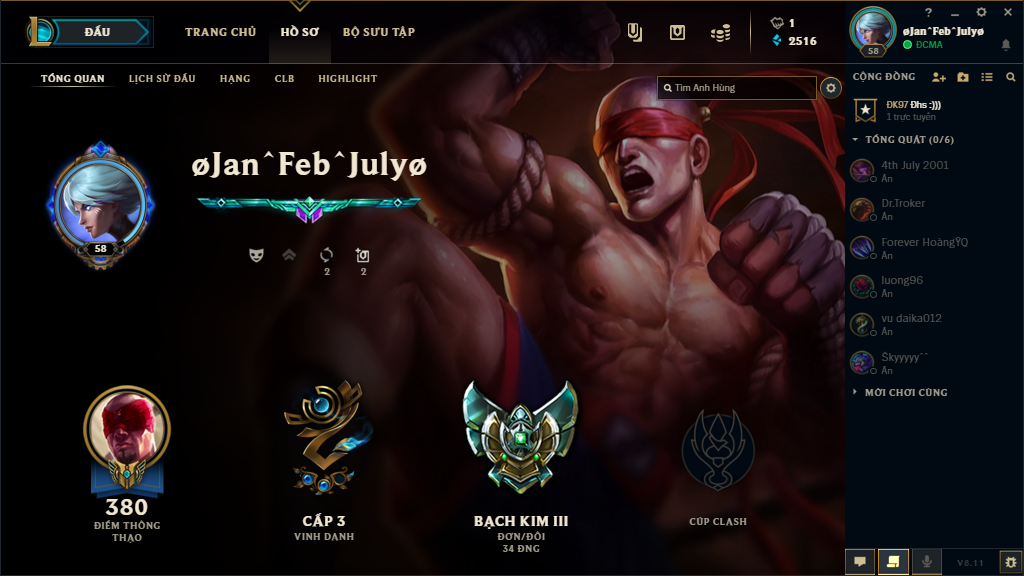 ĐẤU
TRANG CHỦ
HỒ SƠ
BỘ SƯU TẬP
1
2516
58
øJan^Feb^Julyø
ĐCMA
TỔNG QUAN
LỊCH SỬ ĐẤU
HẠNG
CLB
HIGHLIGHT
Tìm Anh Hùng
CỘNG ĐỒNG
ĐK97 Đhs :)))
1 trực tuyến
TỔNG QUÁT (0/6)
4th July 2001
Ẩn
Dr.Troker
Ẩn
Forever HoàngŸQ
Ẩn
luong96
Ẩn
vu daika012
Ẩn
Skyyyyy^^
Ẩn
MỜI CHƠI CÙNG
øJan^Feb^Julyø
58
2
2
380
ĐIỂM THÔNG
THẠO
CẤP 3
VINH DANH
BẠCH KIM III
ĐƠN/ĐÔI
34 ĐNG
CÚP CLASH
V8.11